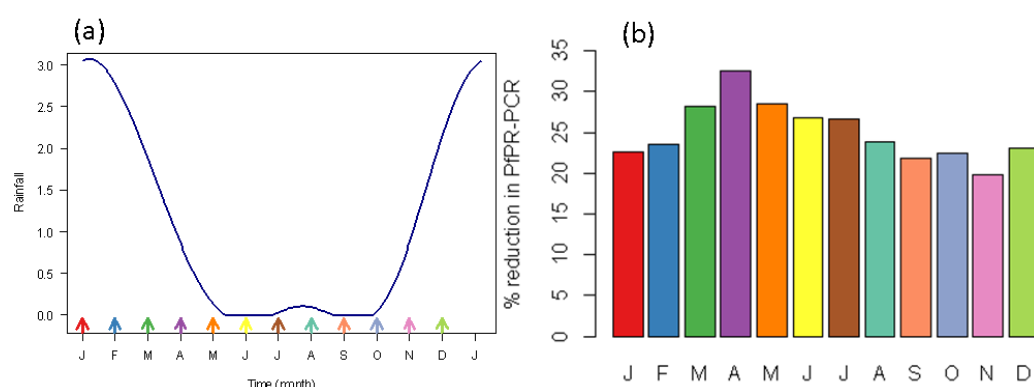 (a)
Rainfall
3.0
2.5
2.0
1.5
1.0
0.5
0.0
J F M A M J J A S O N D J
Time (month)
(b)
% reduction in PfPR-PCR
35
30
25
20
15
10
5
0
J F M A M J J A S O N D